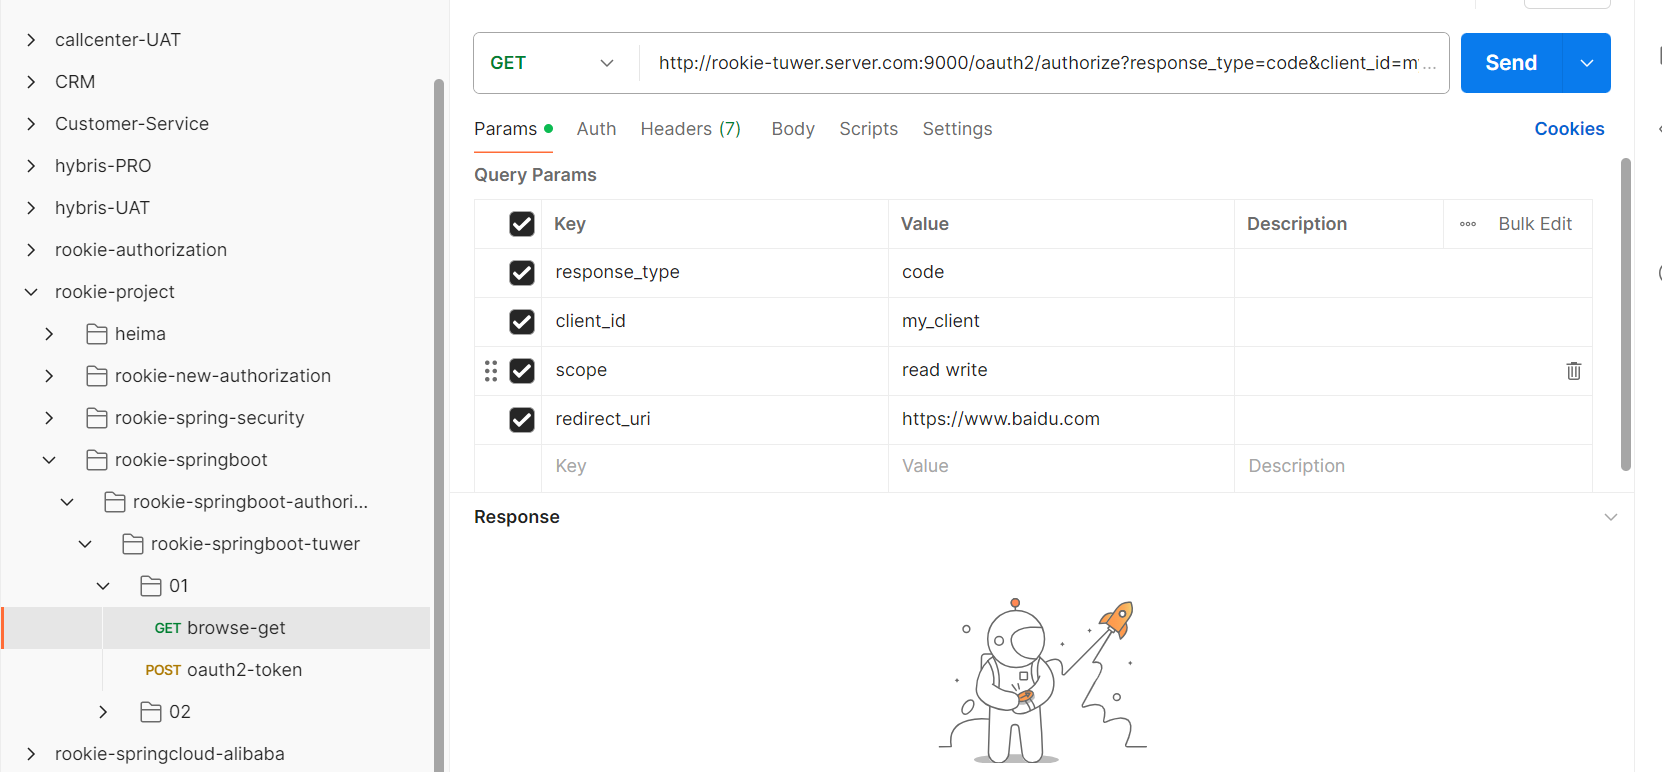 callcenter-UAT
CRM
Customer-Service
hybris-PRO
hybris-UAT
rookie-authorization
rookie-project
heima
rookie-new-authorization
rookie-spring-security
rookie-springboot
rookie-springboot-authori...
rookie-springboot-tuwer
01
GET browse-get
POST oauth2-token
02
rookie-springcloud-alibaba
GET http://rookie-tuwer.server.com:9000/oauth2/authorize?response_type=code&client_id=m... Send
Params Auth Headers (7) Body Scripts Settings Cookies
Query Params
Key Value Description Bulk Edit
response_type code
client_id my_client
scope read write
redirect_uri https://www.baidu.com
Key Value Description
Response